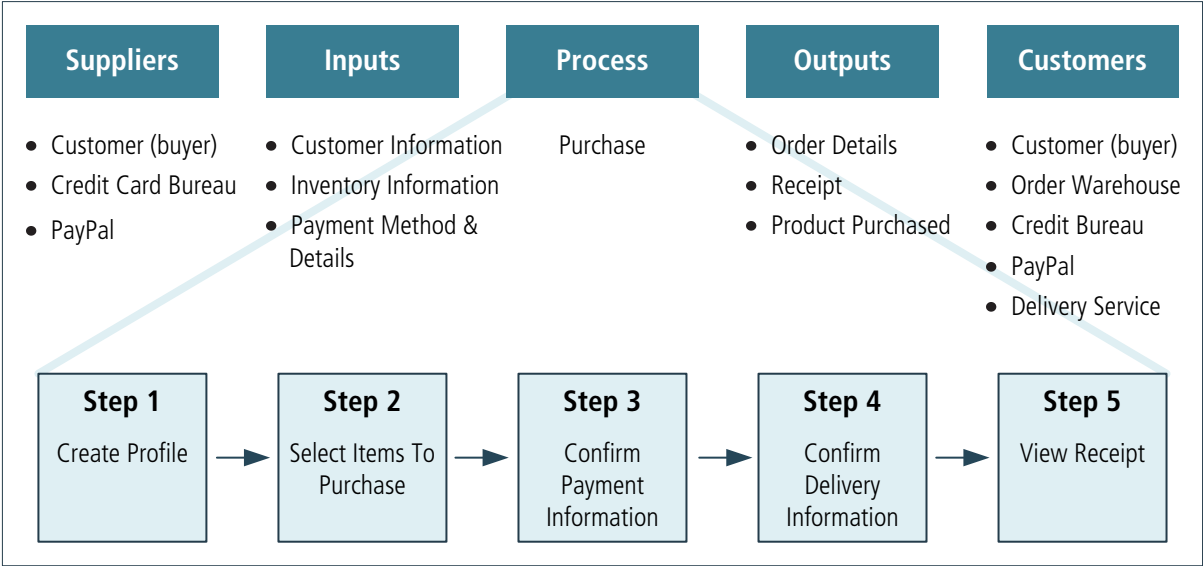 Suppliers
Inputs
Process
Outputs
Customers
• Customer (buyer)
• Credit Card Bureau
• PayPal
• Customer Information
• Inventory Information
• Payment Method &
Details
Purchase
• Order Details
• Receipt
• Product Purchased
• Customer (buyer)
• Order Warehouse
• Credit Bureau
• PayPal
• Delivery Service
Step 1
Create Profile
Step 2
Select Items To
Purchase
Step 3
Confirm
Payment
Information
Step 4
Confirm
Delivery
Information
Step 5
View Receipt